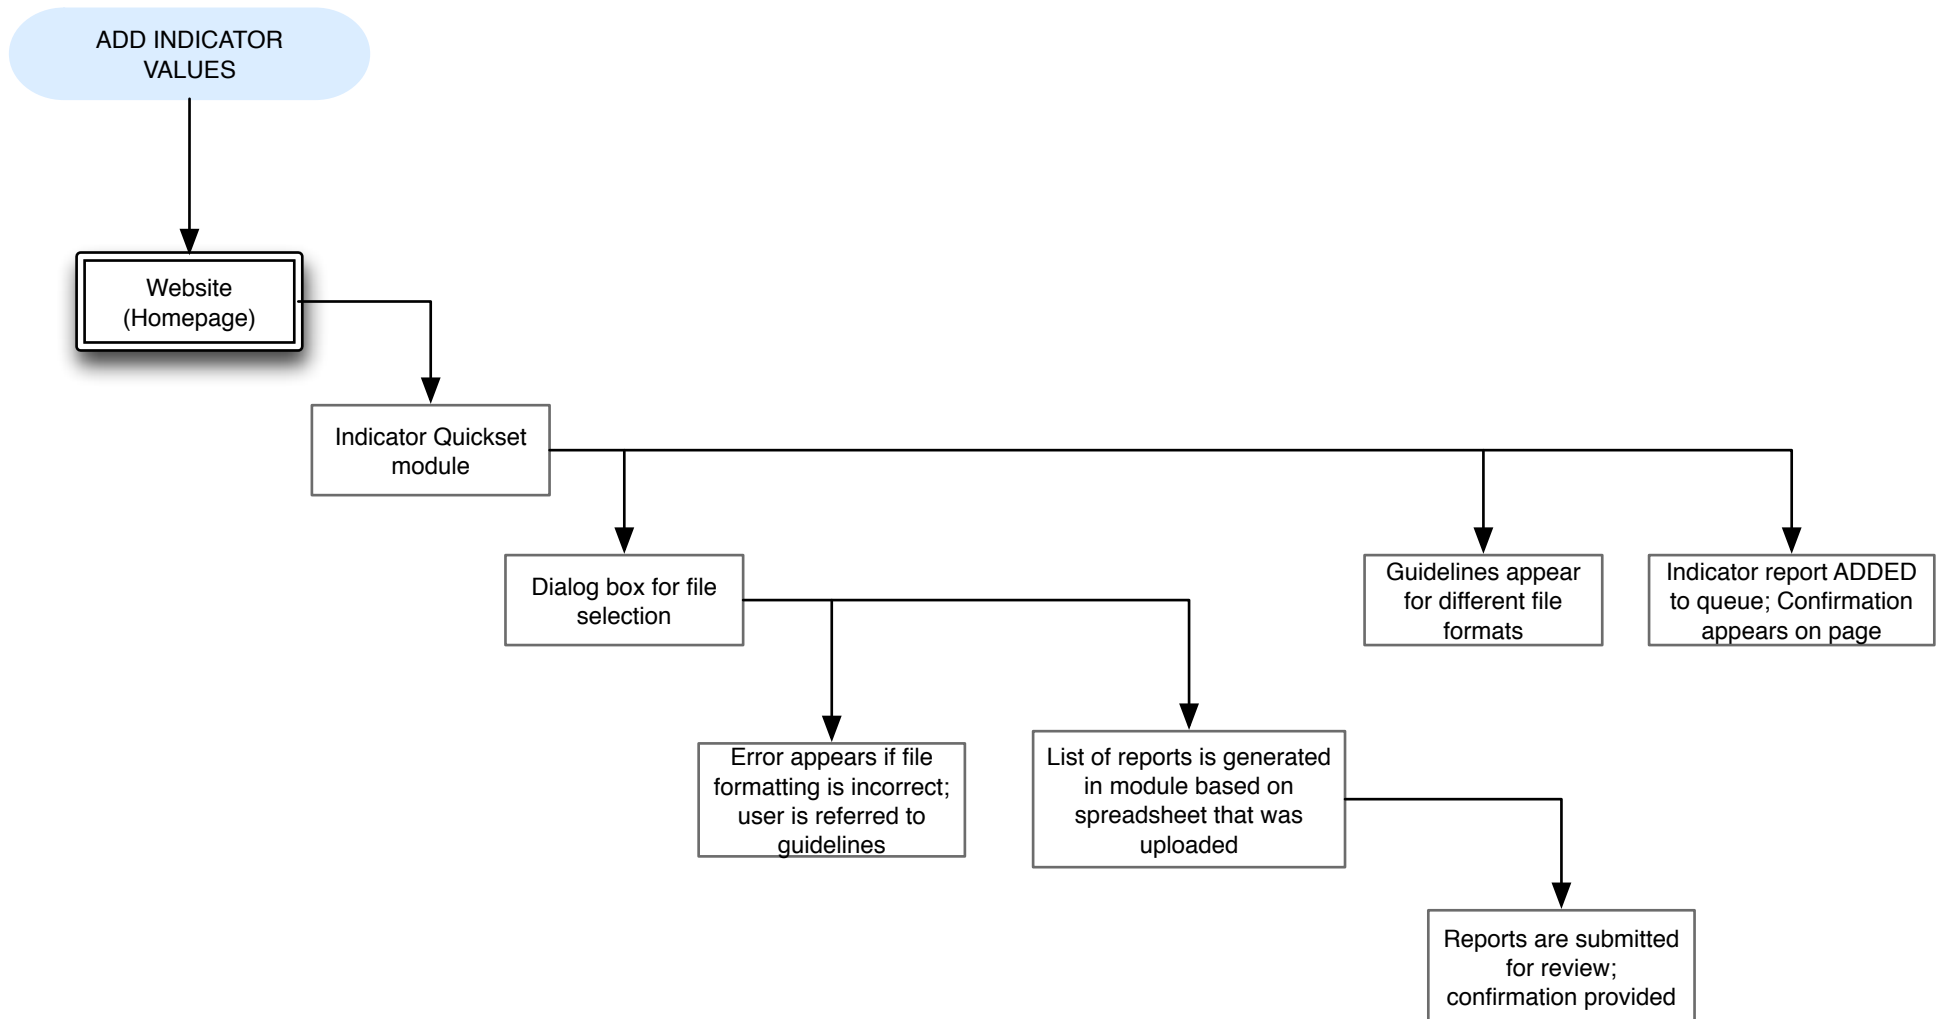 ADD INDICATOR
VALUES
Website
(Homepage)
Indicator Quickset
module
Dialog box for file
selection
Guidelines appear
for different file
formats
Indicator report ADDED
to queue; Confirmation
appears on page
Error appears if file
formatting is incorrect;
user is referred to
guidelines
List of reports is generated
in module based on
spreadsheet that was
uploaded
Reports are submitted
for review;
confirmation provided